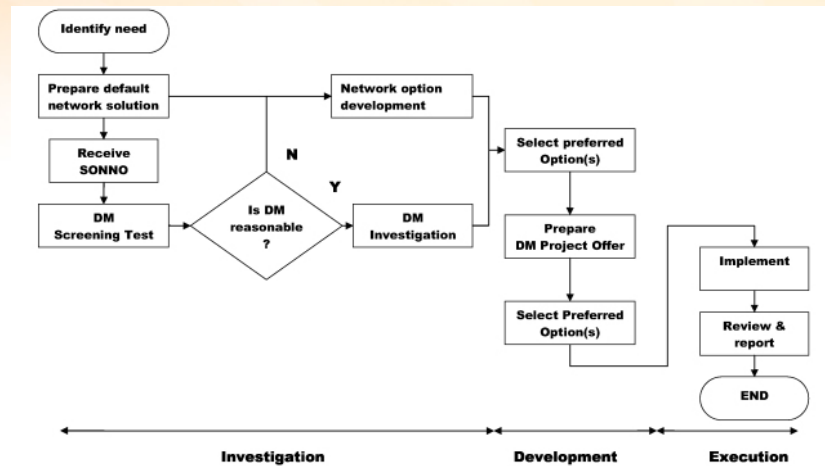 Identify need
Prepare default
network solution
Network option
development
Receive
SONNO
N
Y
Select preferred
Option(s)
DM
Screening Test
Is DM
reasonable
?
DM
Investigation
Prepare
DM Project Offer
Implement
Select Preferred
Option(s)
Review &
report
END
Investigation
Development
Execution